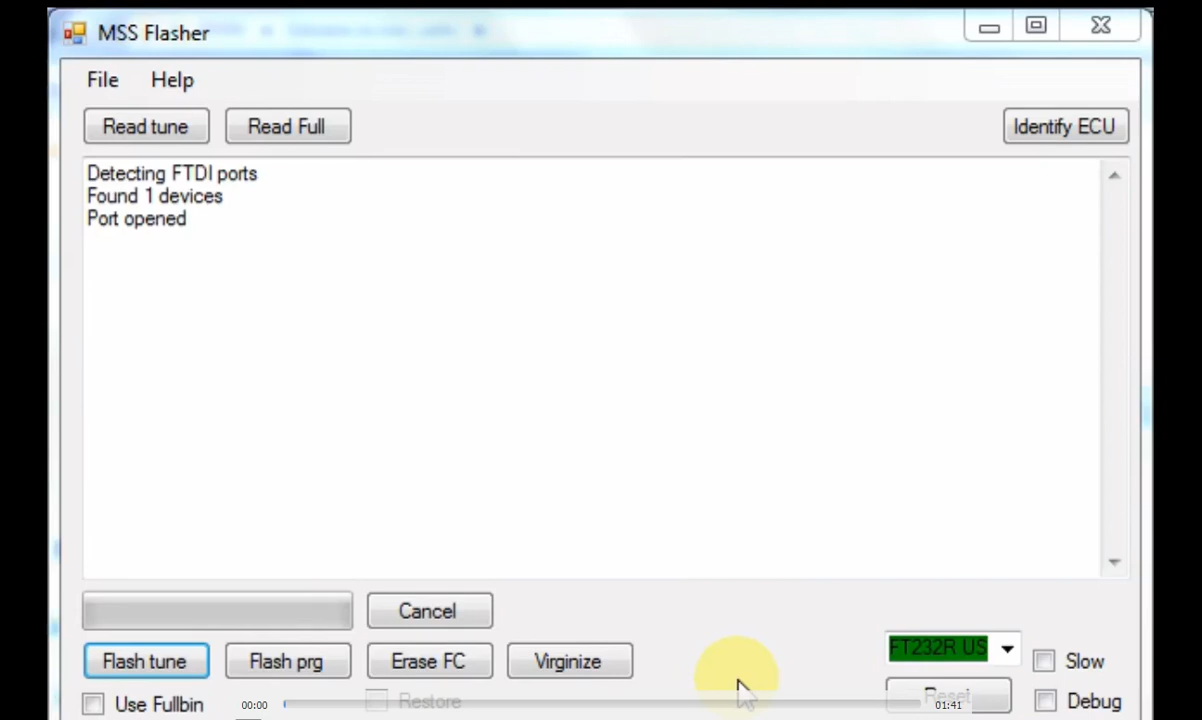 MSS Flasher
File Help
Read tune Read Full Identify ECU
Detecting FTDI ports
Found 1 devices
Port opened
Cancel
Flash tune Flash prg Erase FC Virginize FT232R US Slow
Use Fullbin 00:00 Restore Reset 01:41 Debug